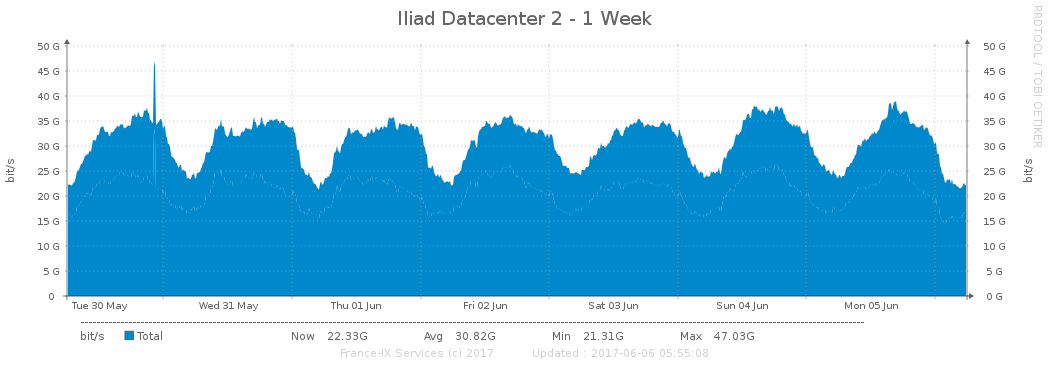 Iliad Datacenter 2 - 1 Week
RRDTOOL / TOBI OETIKER
bit/s
50 G 50 G
45 G 45 G
40 G 40 G
35 G 35 G
30 G 30 G
25 G 25 G
20 G 20 G
15 G 15 G
10 G 10 G
5 G 5 G
0 0 G
bit/s
Tue 30 May Wed 31 May Thu 01 Jun Fri 02 Jun Sat 03 Jun Sun 04 Jun Mon 05 Jun
bit/s Total Now 22.33G Avg 30.82G Min 21.31G Max 47.03G
France-IX Services (c) 2017 Updated : 2017-06-06 05:55:08